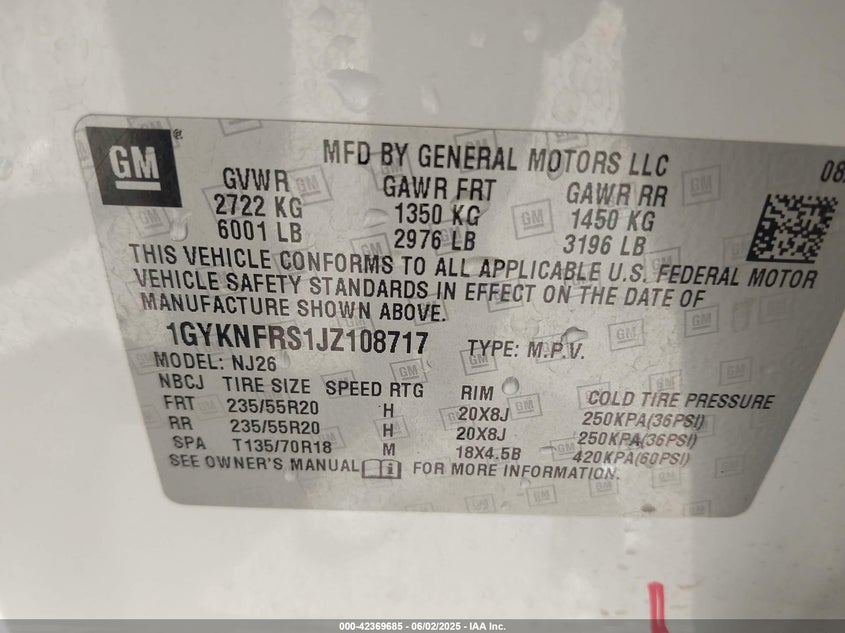 GM
MFD BY GENERAL MOTORS LLC
08
GVWR GAWR FRT GAWR RR
2722 KG 1350 KG 1450 KG
6001 LB 2976 LB 3196 LB
THIS VEHICLE CONFORMS TO ALL APPLICABLE U.S. FEDERAL MOTOR
VEHICLE SAFETY STANDARDS IN EFFECT ON THE DATE OF
MANUFACTURE SHOWN ABOVE.
1GYKNFRS1JZ108717 TYPE: M.P.V.
MODEL: NJ26
NBCJ TIRE SIZE SPEED RTG RIM COLD TIRE PRESSURE
FRT 235/55R20 H 20X8J 250KPA(36PSI)
RR 235/55R20 H 20X8J 250KPA(36PSI)
SPA T135/70R18 M 18X4.5B 420KPA(60PSI)
SEE OWNER'S MANUAL FOR MORE INFORMATION.
000-42369685 - 06/02/2025 - IAA Inc.